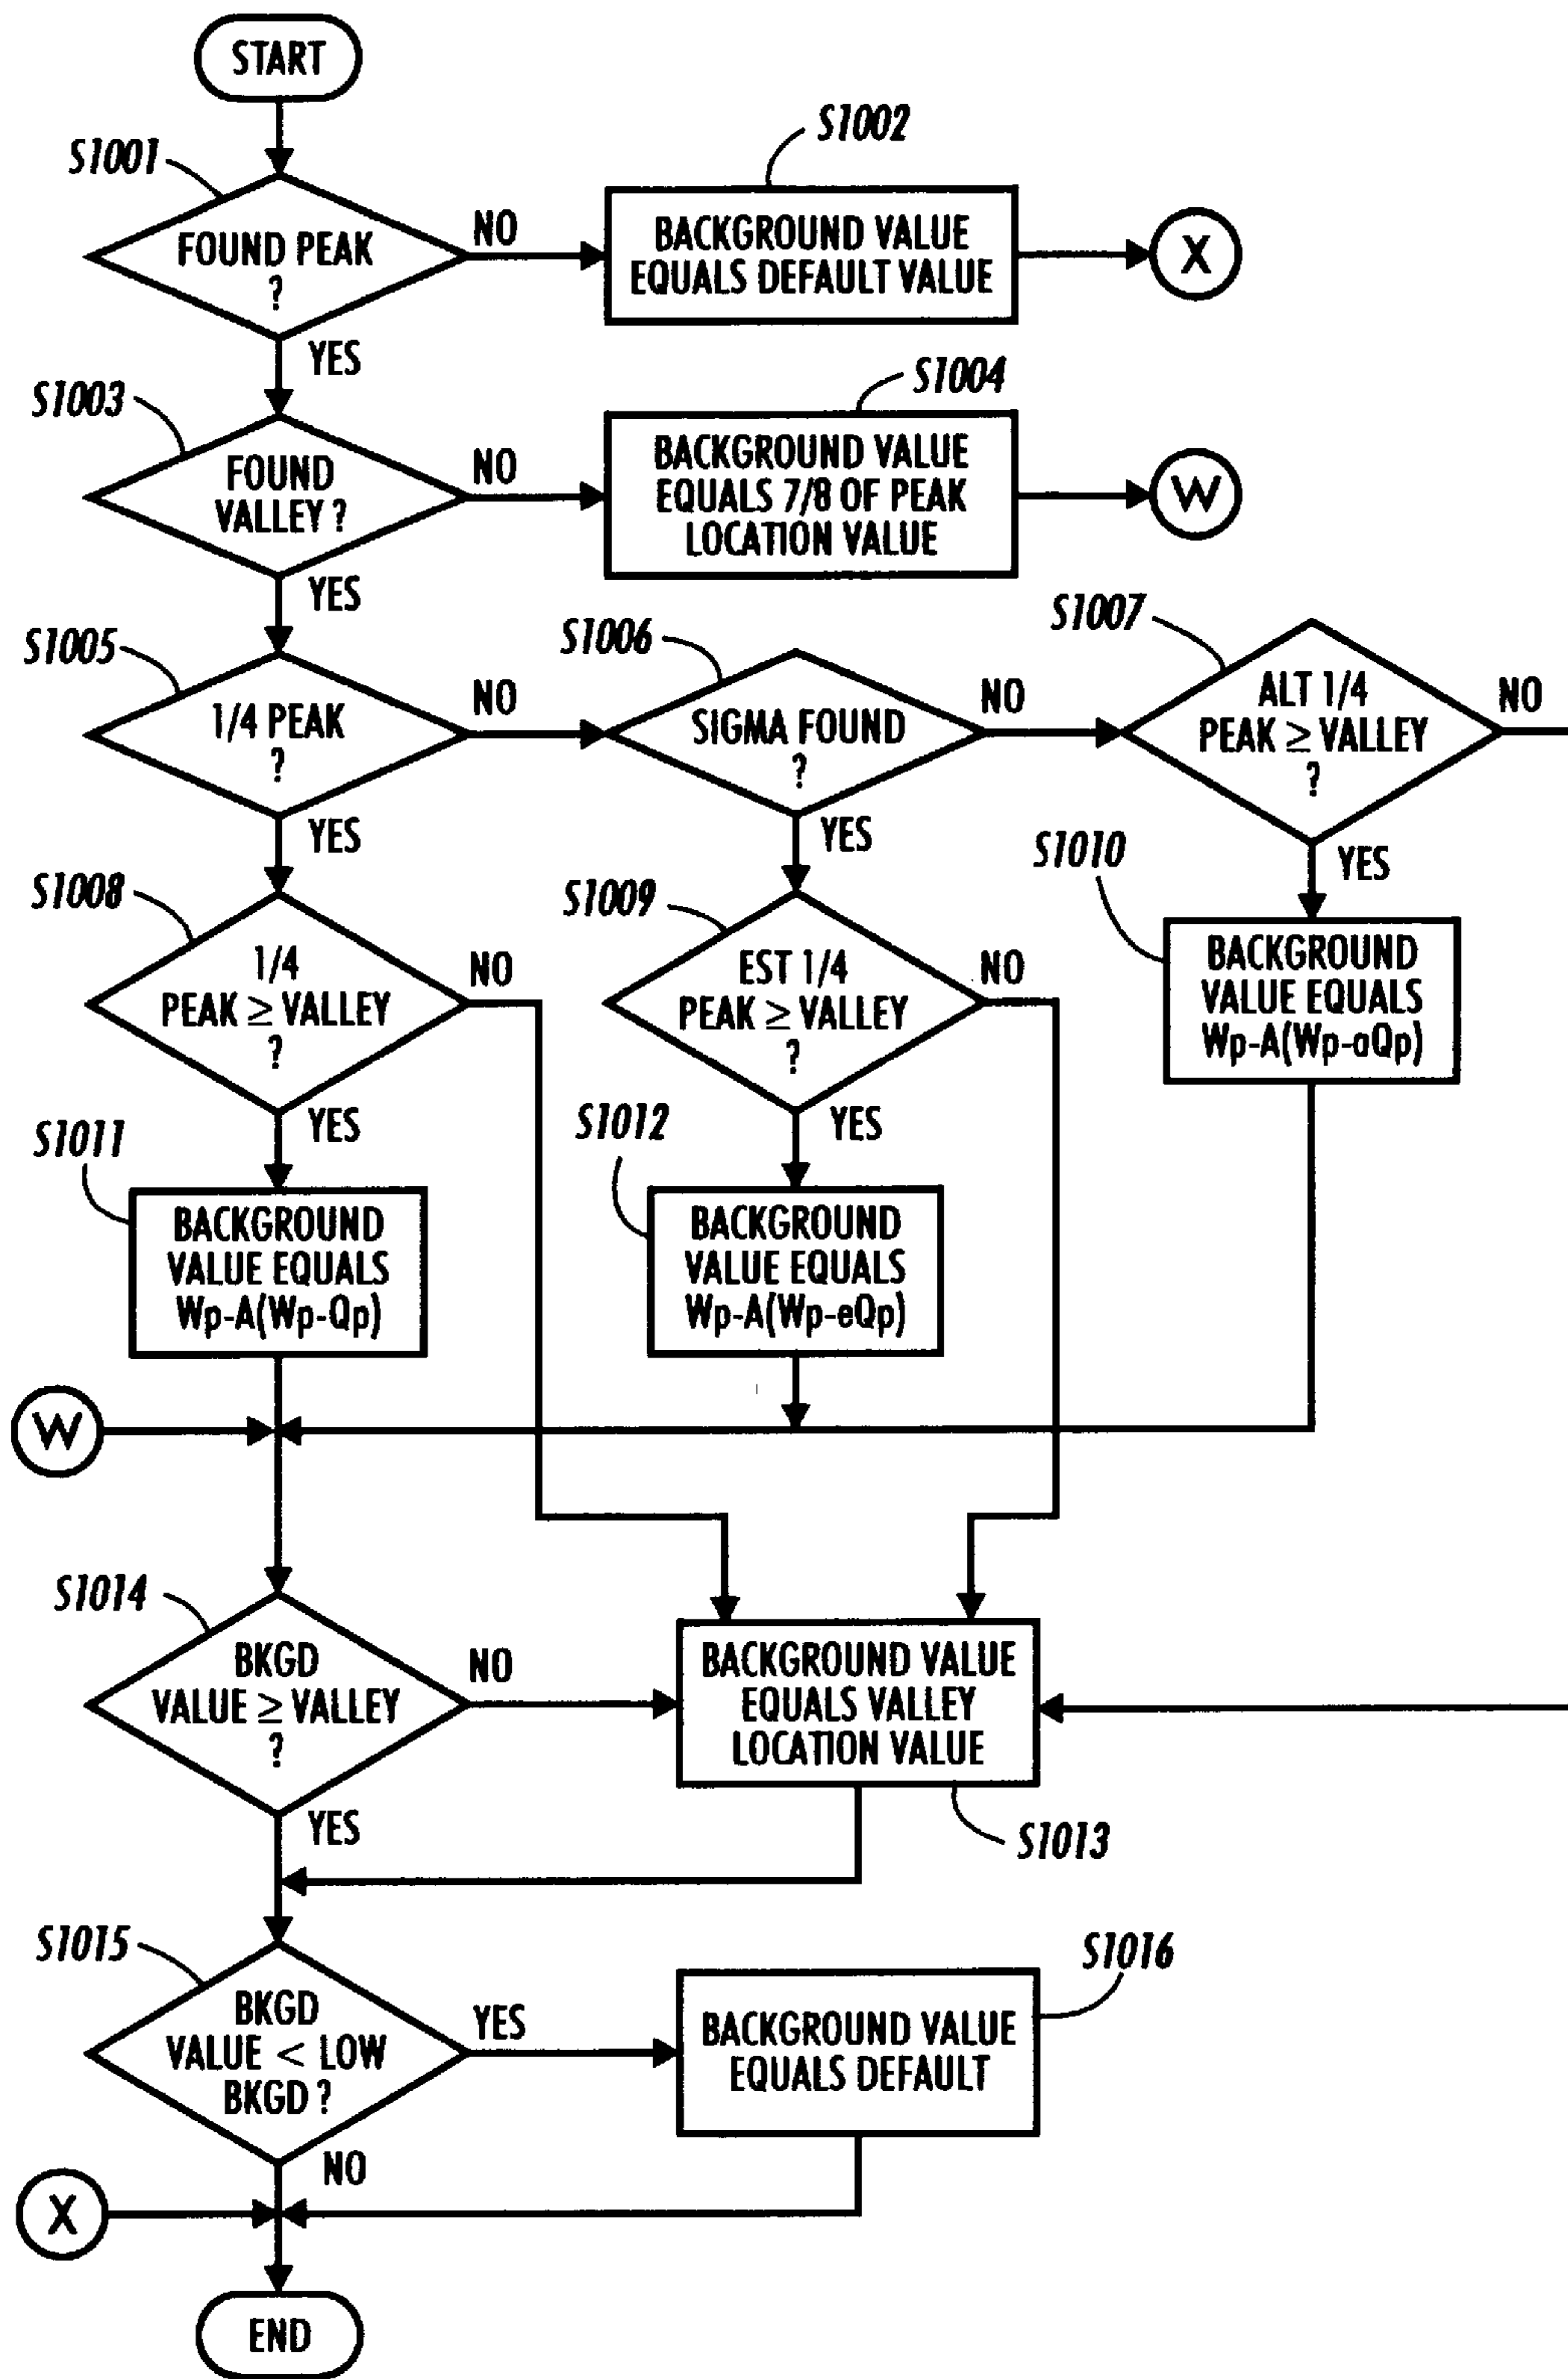 START
S1001
S1002
FOUND PEAK
?
NO
BACKGROUND VALUE
EQUALS DEFAULT VALUE
X
YES
S1003
S1004
FOUND
VALLEY ?
NO
BACKGROUND VALUE
EQUALS 7/8 OF PEAK
LOCATION VALUE
W
YES
S1005
S1006
S1007
1/4 PEAK
?
NO
SIGMA FOUND
?
NO
ALT 1/4
PEAK ≥ VALLEY
?
NO
YES
YES
YES
S1008
S1009
S1010
1/4
PEAK ≥ VALLEY
?
NO
EST 1/4
PEAK ≥ VALLEY
?
NO
BACKGROUND
VALUE EQUALS
Wp-A(Wp-aQp)
YES
YES
S1011
S1012
BACKGROUND
VALUE EQUALS
Wp-A(Wp-Qp)
BACKGROUND
VALUE EQUALS
Wp-A(Wp-eQp)
W
S1014
BKGD
VALUE ≥ VALLEY
?
NO
BACKGROUND VALUE
EQUALS VALLEY
LOCATION VALUE
YES
S1013
S1015
S1016
BKGD
VALUE < LOW
BKGD ?
YES
BACKGROUND VALUE
EQUALS DEFAULT
NO
X
END